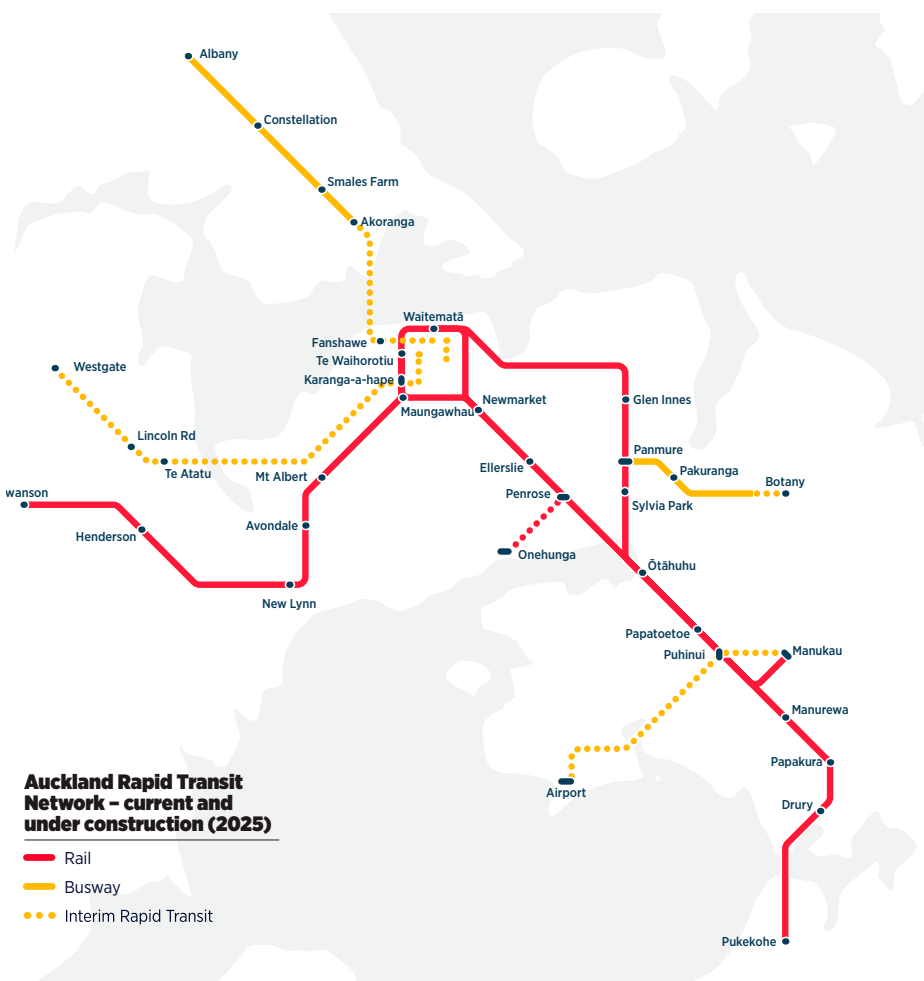 Albany
Constellation
Smales Farm
Akoranga
Waitematā
Fanshawe
Te Waihorotiu
Westgate
Karanga-a-hape
Newmarket
Glen Innes
Maungawhau
Lincoln Rd
Panmure
Te Atatu
Mt Albert
Ellerslie
Pakuranga
Botany
wanson
Penrose
Sylvia Park
Avondale
Henderson
Onehunga
Ōtāhuhu
New Lynn
Papatoetoe
Puhinui
Manukau
Manurewa
Papakura
Airport
Drury
Auckland Rapid Transit
Network – current and
under construction (2025)
Rail
Busway
Interim Rapid Transit
Pukekohe